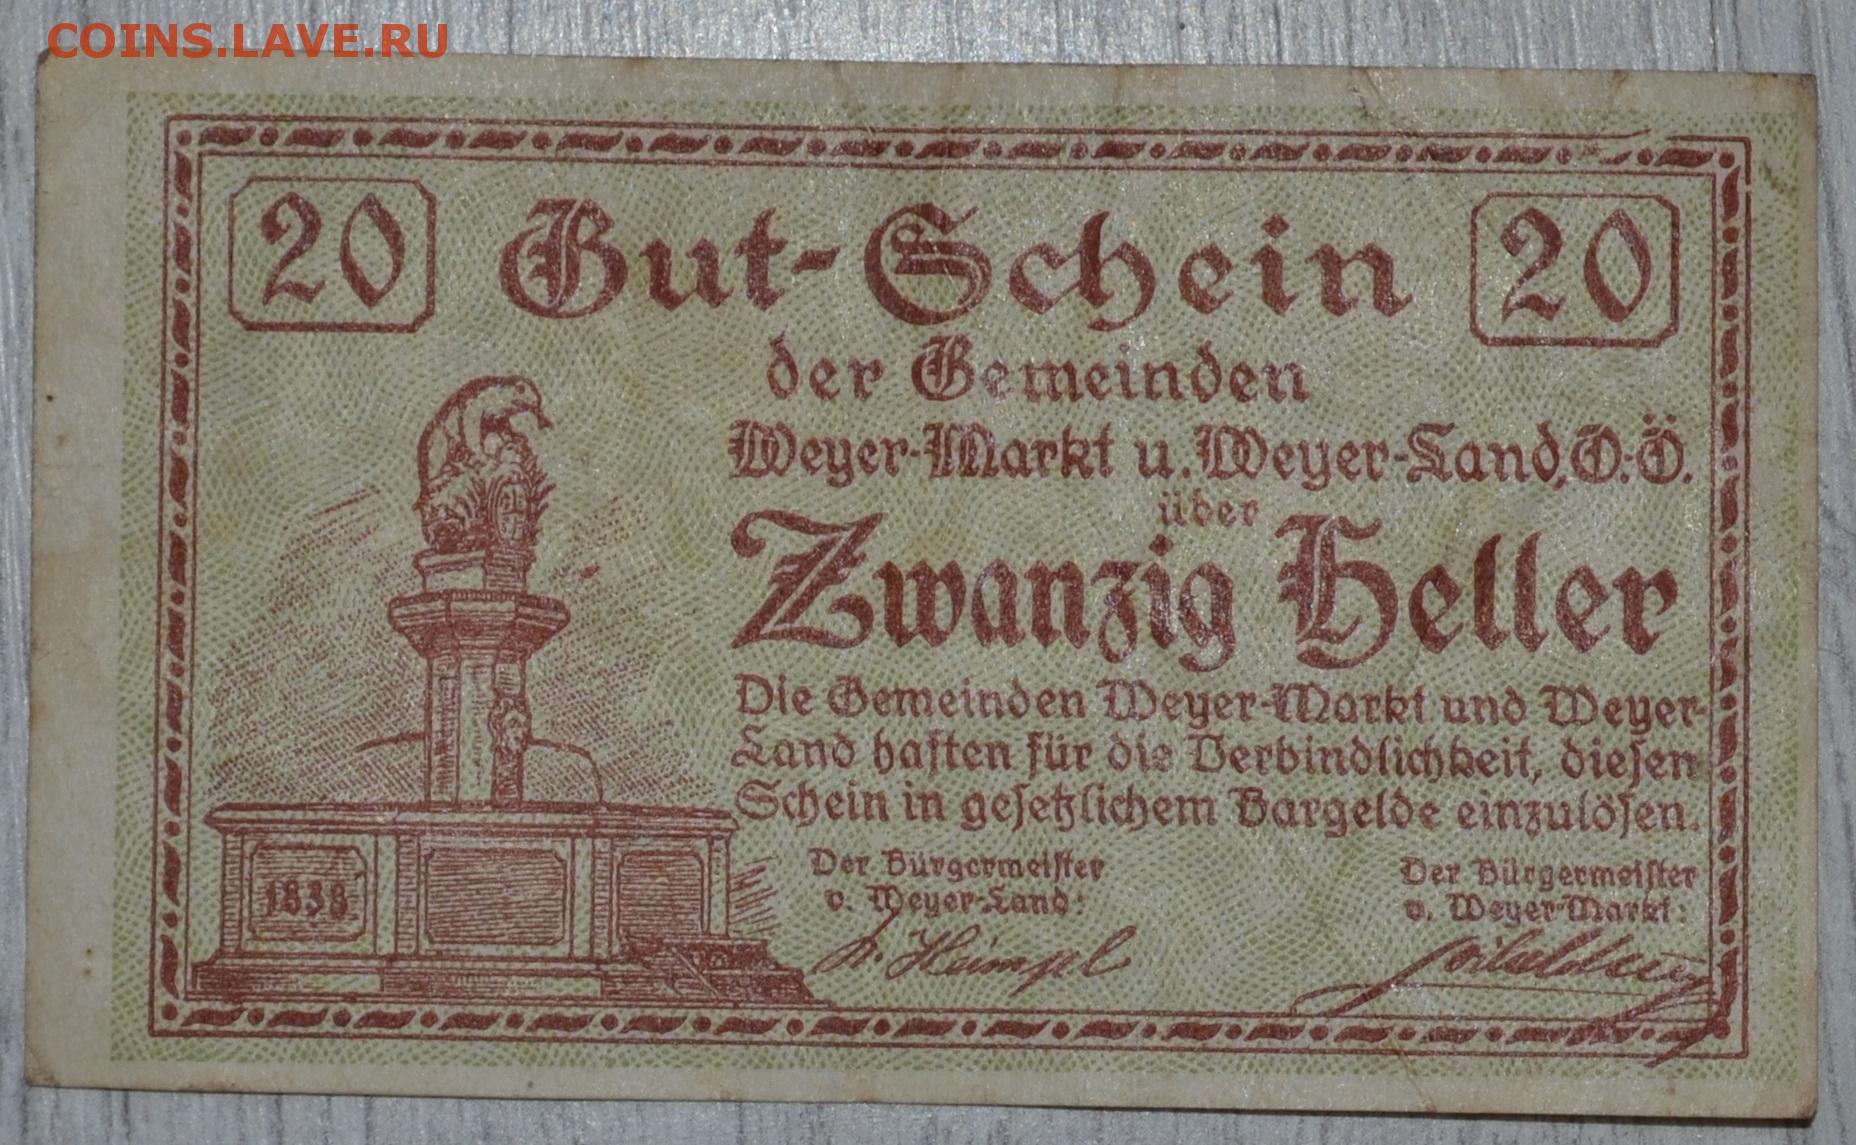 COINS.LAVE.RU
20 Gut-Schein 20
der Gemeinden
Weyer-Markt u. Weyer-Land, O.-Ö.
über
Zwanzig Heller
Die Gemeinden Weyer-Markt und Weyer-
Land haften für die Verbindlichkeit, diesen
Schein in gesetzlichem Bargelde einzulösen.
Der Bürgermeister
v. Weyer-Land:
Der Bürgermeister
v. Weyer-Markt:
1838